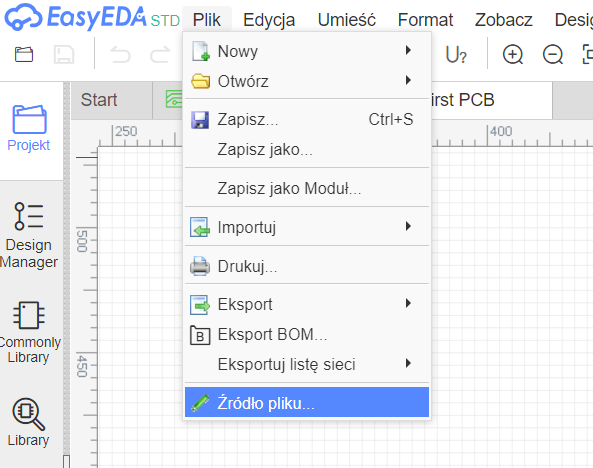 EasyEDA STD Plik Edycja Umieść Format Zobacz Desig
U?
Start
irst PCB
Nowy
Otwórz
Zapisz... Ctrl+S
Zapisz jako...
Zapisz jako Moduł...
Importuj
Drukuj...
Eksport
B Eksport BOM...
Eksportuj listę sieci
Źródło pliku...
Projekt
Design
Manager
Commonly
Library
Library
250
400
500
450